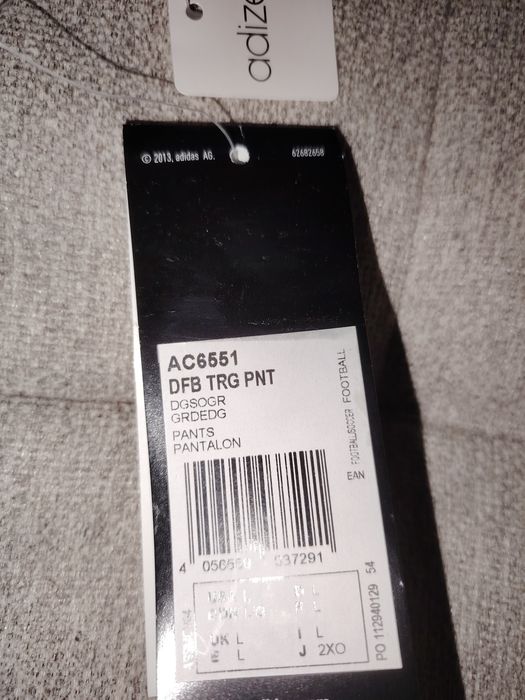 adize
© 2013, adidas AG.
62682658
AC6551
DFB TRG PNT
DGSOGR
GRDEDG
PANTS
PANTALON
FOOTBALL/SOCCER FOOTBALL
EAN
4
537291
L
L
UK L
I L
L
J 2XO
PO 112940129 54